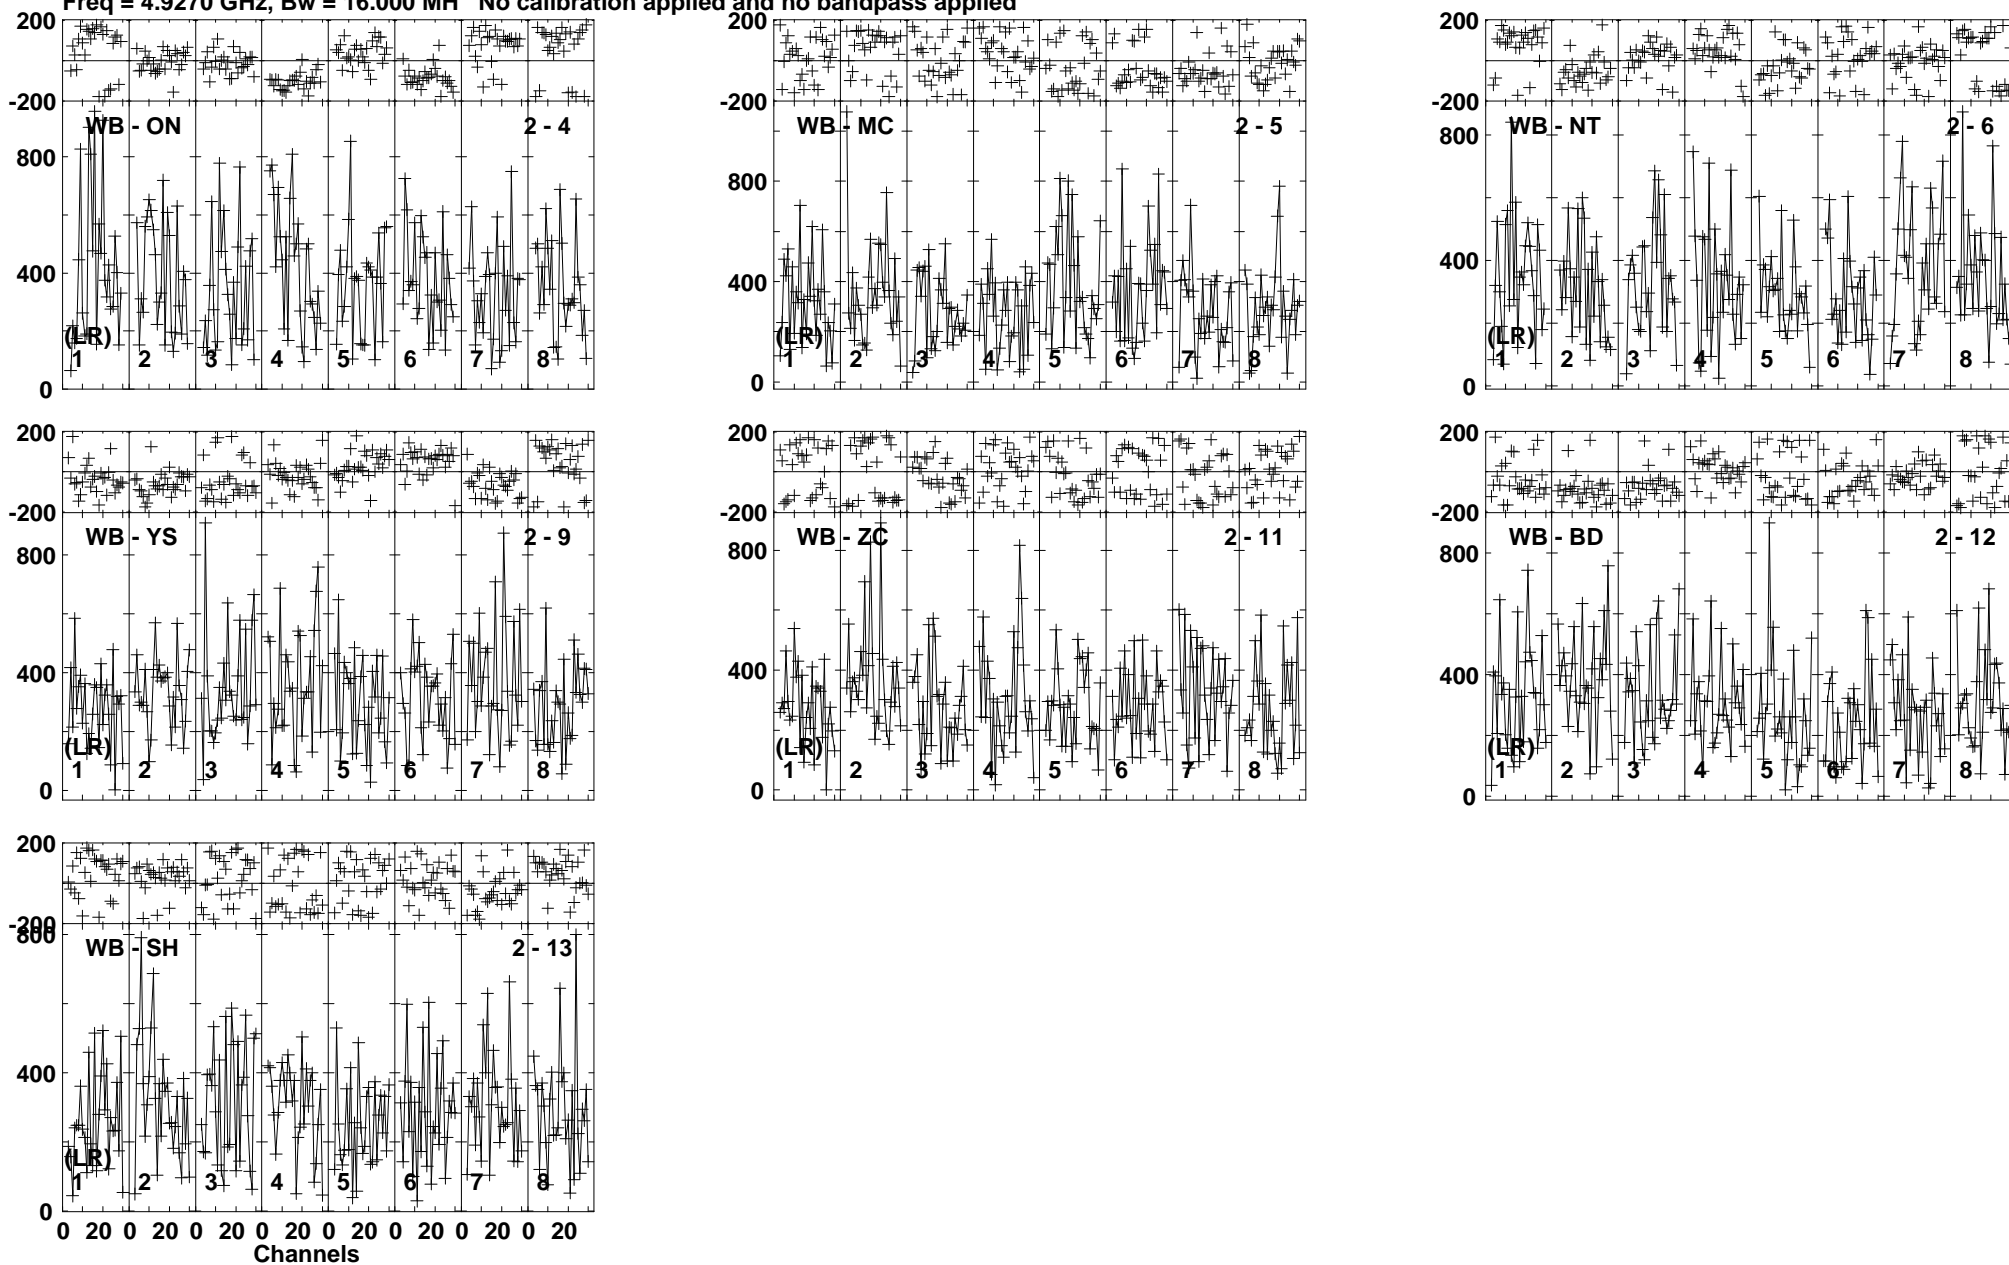 Freq = 4.9270 GHz, Bw = 16.000 MH No calibration applied and no bandpass applied
200 200 200
-200 -200 -200
WB - ON 2 - 4 WB - MC 2 - 5 WB - NT 2 - 6
800 800 800
400 400 400
(LR) (LR) (LR)
1 2 3 4 5 6 7 8 1 2 3 4 5 6 7 8 1 2 3 4 5 6 7 8
0 0 0
200 200 200
-200 -200 -200
WB - YS 2 - 9 WB - ZC 2 - 11 WB - BD 2 - 12
800 800 800
400 400 400
(LR) (LR) (LR)
1 2 3 4 5 6 7 8 1 2 3 4 5 6 7 8 1 2 3 4 5 6 7 8
0 0 0
200
-200
800
WB - SH 2 - 13
400
(LR)
1 2 3 4 5 6 7 8
0
0 20 0 20 0 20 0 20 0 20 0 20 0 20 0 20
Channels